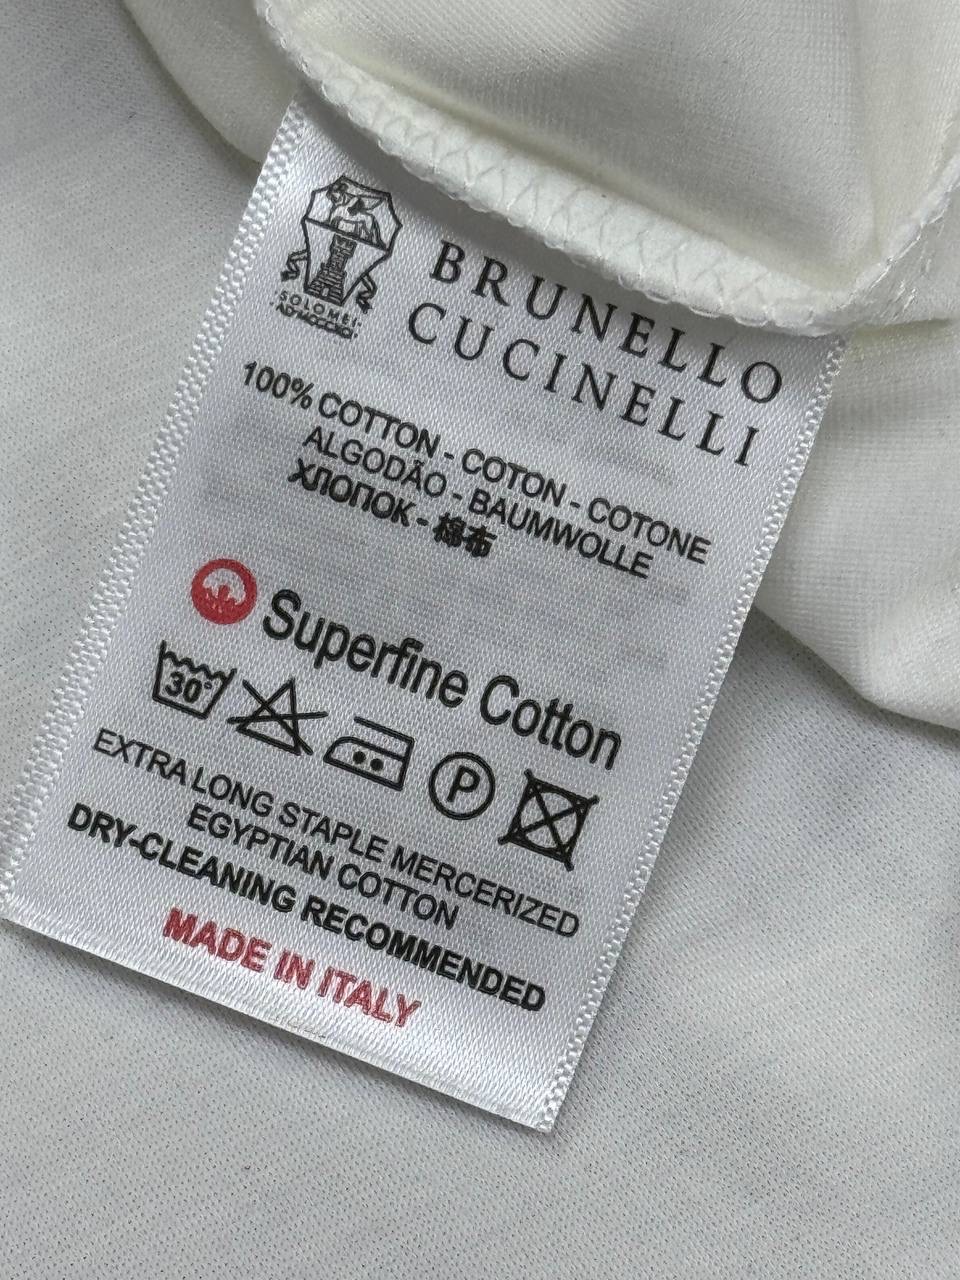 SOLOMEI
BRUNELLO
CUCINELLI
100% COTTON - COTON - COTONE
ALGODÃO - BAUMWOLLE
ХЛОПОК - 棉布
Superfine Cotton
30°
P
EXTRA LONG STAPLE MERCERIZED
EGYPTIAN COTTON
DRY-CLEANING RECOMMENDED
MADE IN ITALY